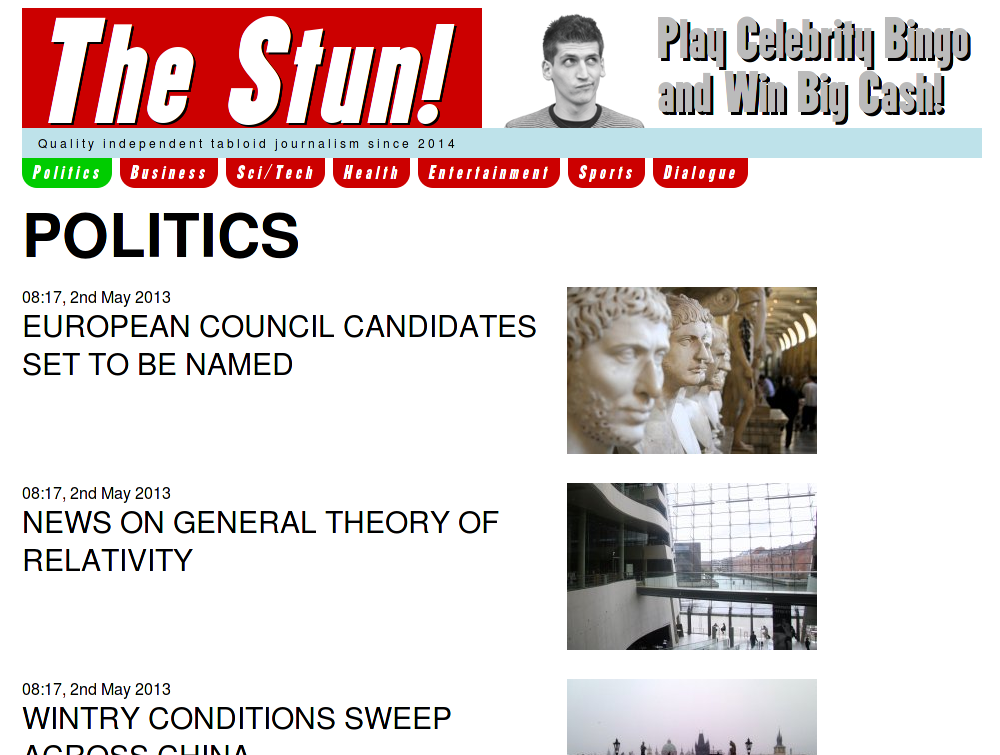 The Stun!
Play Celebrity Bingo
and Win Big Cash!
Quality independent tabloid journalism since 2014
Politics Business Sci/Tech Health Entertainment Sports Dialogue
POLITICS
08:17, 2nd May 2013
EUROPEAN COUNCIL CANDIDATES
SET TO BE NAMED
08:17, 2nd May 2013
NEWS ON GENERAL THEORY OF
RELATIVITY
08:17, 2nd May 2013
WINTRY CONDITIONS SWEEP
ACROSS CHINA